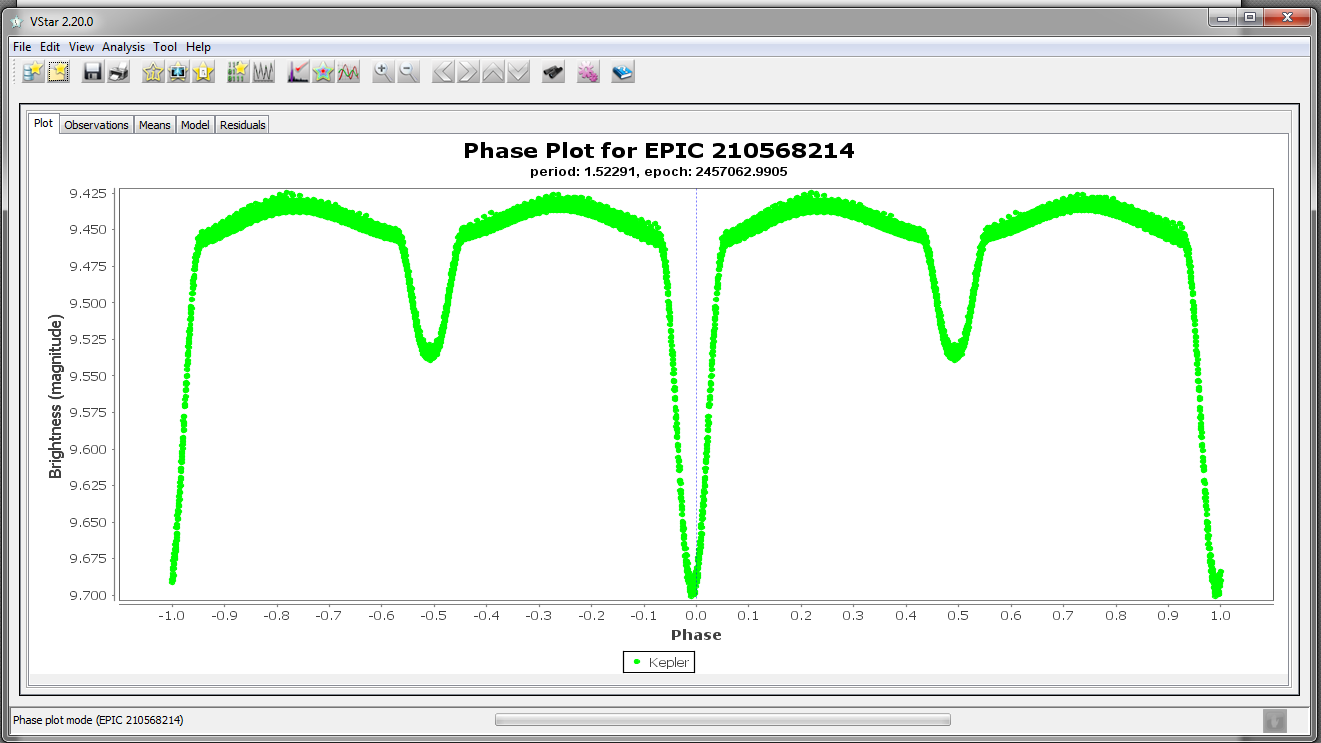 VStar 2.20.0
File Edit View Analysis Tool Help
Plot Observations Means Model Residuals
Phase Plot for EPIC 210568214
period: 1.52291, epoch: 2457062.9905
Brightness (magnitude)
9.425
9.450
9.475
9.500
9.525
9.550
9.575
9.600
9.625
9.650
9.675
9.700
-1.0 -0.9 -0.8 -0.7 -0.6 -0.5 -0.4 -0.3 -0.2 -0.1 0.0 0.1 0.2 0.3 0.4 0.5 0.6 0.7 0.8 0.9 1.0
Phase
Kepler
Phase plot mode (EPIC 210568214)